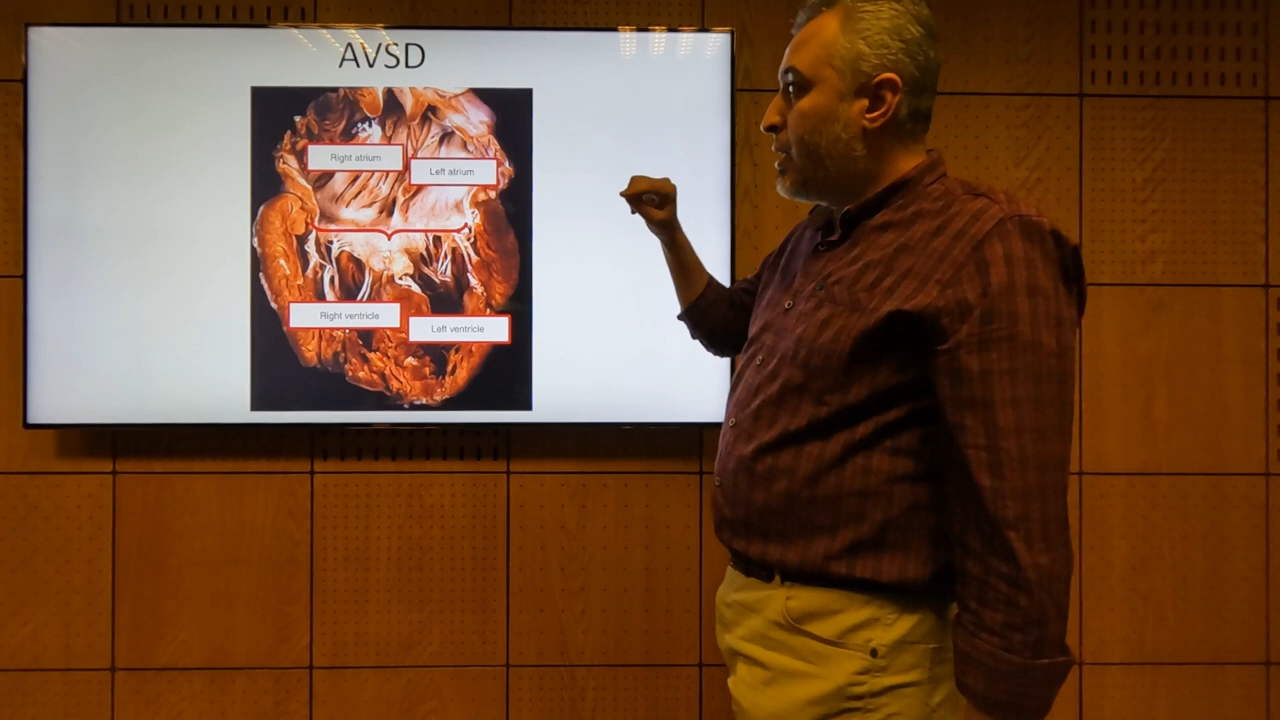 AVSD
Right atrium
Left atrium
Right ventricle
Left ventricle